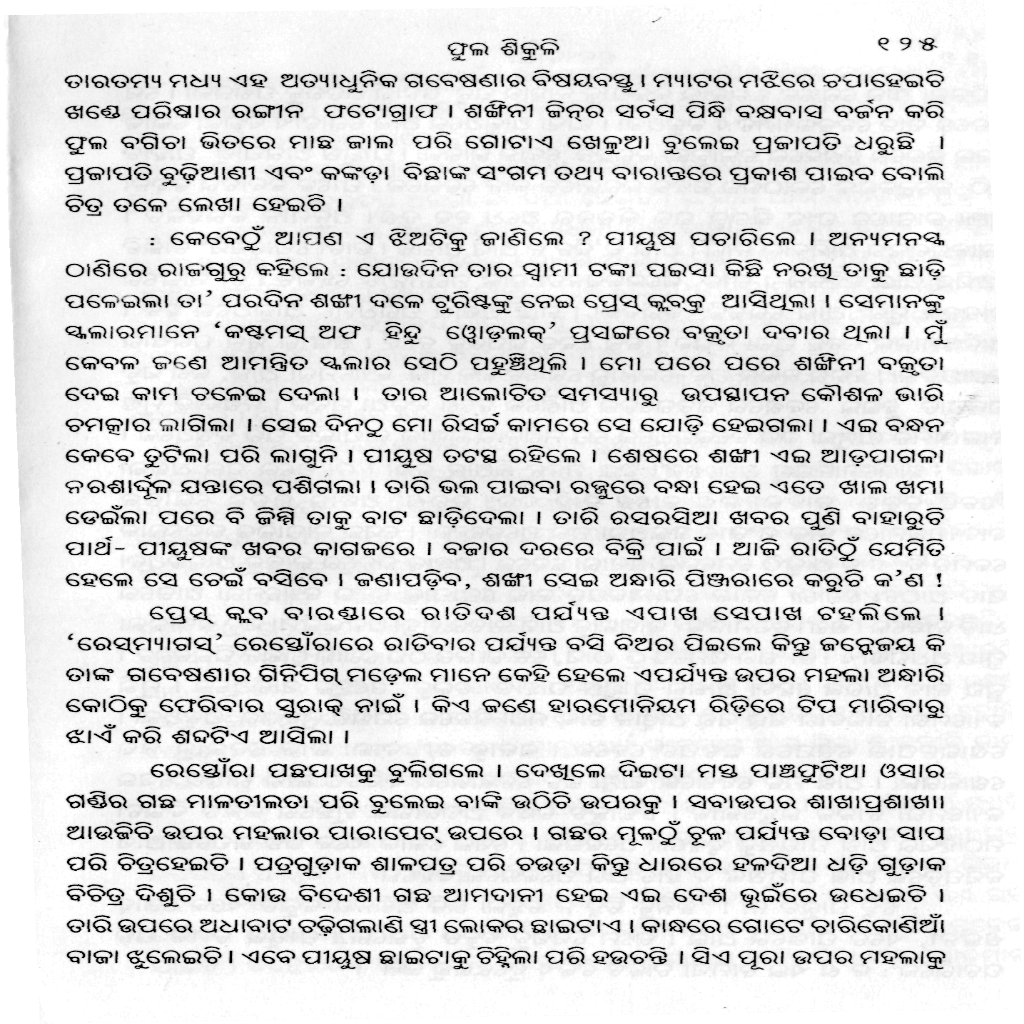 ଫୁଲ ଶିକୁଳି ୧୨୫
ତାରତମ୍ୟ ମଧ୍ୟ ଏହ ଅତ୍ୟାଧୁନିକ ଗବେଷଣାର ବିଷୟବସ୍ତୁ । ମ୍ୟାଟର ମଝିରେ ଚପାହେଇଚି
ଖଣ୍ଡେ ପରିଷ୍କାର ରଙ୍ଗୀନ ଫଟୋଗ୍ରାଫ । ଶଙ୍ଖିନୀ ଜିନ୍‌ର ସର୍ଟସ ପିନ୍ଧି ବକ୍ଷବାସ ବର୍ଜନ କରି
ଫୁଲ ବଗିଚା ଭିତରେ ମାଛ ଜାଲ ପରି ଗୋଟାଏ ଖେଳୁଆ ବୁଲେଇ ପ୍ରଜାପତି ଧରୁଛି ।
ପ୍ରଜାପତି ବୁଢ଼ିଆଣୀ ଏବଂ କଙ୍କଡ଼ା ବିଛାଙ୍କ ସଂଗମ ତଥ୍ୟ ବାରାନ୍ତରେ ପ୍ରକାଶ ପାଇବ ବୋଲି
ଚିତ୍ର ତଳେ ଲେଖା ହେଇଚି ।
: କେବେଠୁଁ ଆପଣ ଏ ଝିଅଟିକୁ ଜାଣିଲେ ? ପୀୟୂଷ ପଚାରିଲେ । ଅନ୍ୟମନସ୍କ
ଠାଣିରେ ରାଜଗୁରୁ କହିଲେ : ଯୋଉଦିନ ତାର ସ୍ୱାମୀ ଟଙ୍କା ପଇସା କିଛି ନରଖି ତାକୁ ଛାଡ଼ି
ପଳେଇଲା ତା’ ପରଦିନ ଶଙ୍ଖୀ ଦଳେ ଟୁରିଷ୍ଟଙ୍କୁ ନେଇ ପ୍ରେସ୍ କ୍ଲବକୁ ଆସିଥିଲା । ସେମାନଙ୍କୁ
ସ୍କଲାରମାନେ ‘କଷ୍ଟମସ୍ ଅଫ ହିନ୍ଦୁ ୱେଡ଼ଲକ୍’ ପ୍ରସଙ୍ଗରେ ବକ୍ତୃତା ଦବାର ଥିଲା । ମୁଁ
କେବଳ ଜଣେ ଆମନ୍ତ୍ରିତ ସ୍କଲାର ସେଠି ପହୁଞ୍ଚିଥିଲି । ମୋ ପରେ ପରେ ଶଙ୍ଖିନୀ ବକ୍ତୃତା
ଦେଇ କାମ ଚଳେଇ ଦେଲା । ତାର ଆଲୋଚିତ ସମସ୍ୟାରୁ ଉପସ୍ଥାପନ କୌଶଳ ଭାରି
ଚମତ୍କାର ଲାଗିଲା । ସେଇ ଦିନଠୁ ମୋ ରିସର୍ଚ୍ଚ କାମରେ ସେ ଯୋଡ଼ି ହେଇଗଲା । ଏଇ ବନ୍ଧନ
କେବେ ତୁଟିଲା ପରି ଲାଗୁନି । ପୀୟୂଷ ତଟସ୍ଥ ରହିଲେ । ଶେଷରେ ଶଙ୍ଖୀ ଏଇ ଆଡ଼ପାଗଳା
ନରଶାର୍ଦ୍ଦୂଳ ଯନ୍ତାରେ ପଶିଗଲା । ତାରି ଭଲ ପାଇବା ରଜ୍ଜୁରେ ବନ୍ଧା ହେଇ ଏତେ ଖାଲ ଖମା
ଡେଇଁଲା ପରେ ବି ଜିମ୍ମି ତାକୁ ବାଟ ଛାଡ଼ିଦେଲା । ତାରି ରସରସିଆ ଖବର ପୁଣି ବାହାରୁଚି
ପାର୍ଥ- ପୀୟୂଷଙ୍କ ଖବର କାଗଜରେ । ବଜାର ଦରରେ ବିକ୍ରି ପାଇଁ । ଆଜି ରାତିଠୁଁ ଯେମିତି
ହେଲେ ସେ ଚେଇଁ ବସିବେ । ଜଣାପଡ଼ିବ, ଶଙ୍ଖୀ ସେଇ ଅନ୍ଧାରି ପିଞ୍ଜରାରେ କରୁଚି କ’ଣ !
ପ୍ରେସ୍ କ୍ଲବ ବାରଣ୍ଡାରେ ରାତିଦଶ ପର୍ଯ୍ୟନ୍ତ ଏପାଖ ସେପାଖ ଟହଲିଲେ ।
‘ରେସ୍‌ମ୍ୟାଗସ୍’ ରେସ୍ତୋଁରାରେ ରାତିବାର ପର୍ଯ୍ୟନ୍ତ ବସି ବିଅର ପିଇଲେ କିନ୍ତୁ ଜନ୍ମେଜୟ କି
ତାଙ୍କ ଗବେଷଣାର ଗିନିପିଗ୍ ମଡ଼େଲ ମାନେ କେହି ହେଲେ ଏପର୍ଯ୍ୟନ୍ତ ଉପର ମହଲା ଅନ୍ଧାରି
କୋଠିକୁ ଫେରିବାର ସୁରାକ୍ ନାଇଁ । କିଏ ଜଣେ ହାରମୋନିୟମ ରିଡ଼ିରେ ଟିପ ମାରିବାରୁ
ଝାଏଁ କରି ଶବଟିଏ ଆସିଲା ।
ରେସ୍ତୋଁରା ପଛପାଖକୁ ବୁଲିଗଲେ । ଦେଖିଲେ ଦିଇଟା ମସ୍ତ ପାଞ୍ଚଫୁଟିଆ ଓସାର
ଗଣ୍ଡିର ଗଛ ମାଳତୀଲତା ପରି ବୁଲେଇ ବାଙ୍କି ଉଠିଚି ଉପରକୁ । ସବାଉପର ଶାଖାପ୍ରଶାଖା।
ଆଉଜିଚି ଉପର ମହଲାର ପାରାପେଟ୍ ଉପରେ । ଗଛର ମୂଳଠୁଁ ଚୂଳ ପର୍ଯ୍ୟନ୍ତ ବୋଡ଼ା ସାପ
ପରି ଚିତ୍ରହେଇଚି । ପତ୍ରଗୁଡ଼ାକ ଶାଳପତ୍ର ପରି ଚଉଡ଼ା କିନ୍ତୁ ଧାରରେ ହଳଦିଆ ଧଡ଼ି ଗୁଡ଼ାକ
ବିଚିତ୍ର ଦିଶୁଚି । କୋଉ ବିଦେଶୀ ଗଛ ଆମଦାନୀ ହେଇ ଏଇ ଦେଶ ଭୂଇଁରେ ଉଧେଇଚି ।
ତାରି ଉପରେ ଅଧାବାଟ ଚଢ଼ିଗଲାଣି ସ୍ତ୍ରୀ ଲୋକର ଛାଇଟାଏ । କାନ୍ଧରେ ଗୋଟେ ଚାରିକୋଣିଆଁ
ବାଜା ଝୁଲେଇଚି । ଏବେ ପୀୟୂଷ ଛାଇଟାକୁ ଚିହ୍ନିଲା ପରି ହଉଚନ୍ତି । ସିଏ ପୂରା ଉପର ମହଲାକୁ